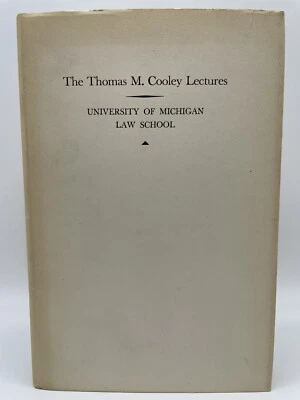 The Thomas M. Cooley Lectures
UNIVERSITY OF MICHIGAN
LAW SCHOOL